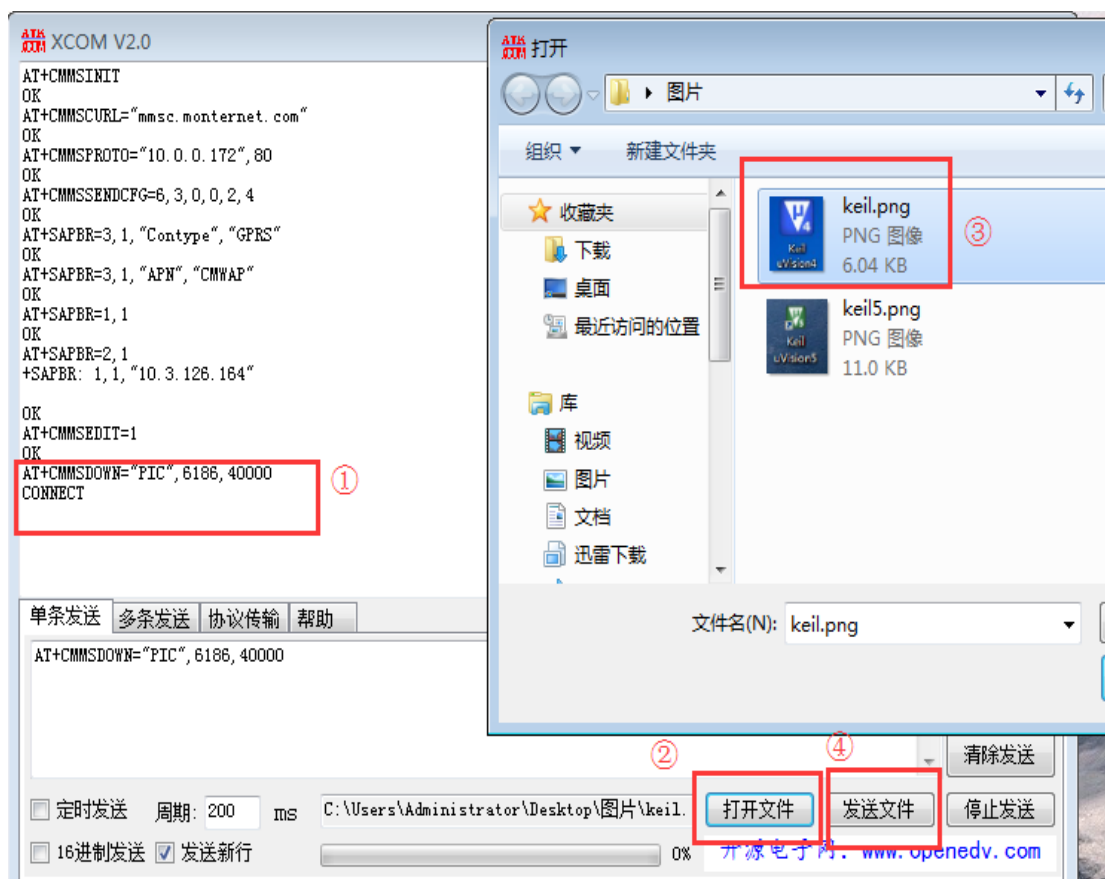 XCOM V2.0
AT+CMMSINIT
OK
AT+CMMSCURL="mmsc.monternet.com"
OK
AT+CMMSPROTO="10.0.0.172",80
OK
AT+CMMSSENDCFG=6,3,0,0,2,4
OK
AT+SAPBR=3,1,"Contype","GPRS"
OK
AT+SAPBR=3,1,"APN","CMWAP"
OK
AT+SAPBR=1,1
OK
AT+SAPBR=2,1
+SAPBR: 1,1,"10.3.126.164"
OK
AT+CMMSEDIT=1
OK
AT+CMMSDOWN="PIC",6186,40000
CONNECT
①
打开
图片
组织 新建文件夹
收藏夹
下载
桌面
最近访问的位置
库
视频
图片
文档
迅雷下载
keil.png
PNG 图像
6.04 KB
Keil
uVision4
③
keil5.png
PNG 图像
11.0 KB
Keil
uVision5
文件名(N): keil.png
单条发送 多条发送 协议传输 帮助
AT+CMMSDOWN="PIC",6186,40000
② ④
清除发送
定时发送 周期: 200 ms C:\Users\Administrator\Desktop\图片\keil. 打开文件 发送文件 停止发送
16进制发送 发送新行 0% 开源电子网: www.openedv.com